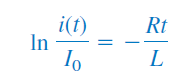 ln i(t)/I₀ = − Rt/L